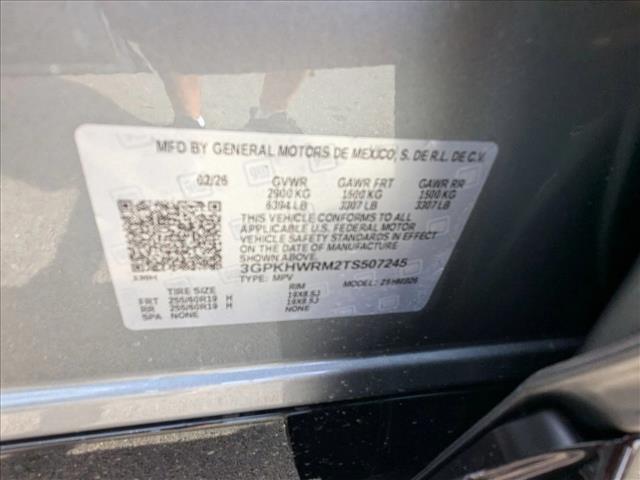 MFD BY GENERAL MOTORS DE MEXICO, S. DE R.L. DE C.V.
02/26 GVWR GAWR FRT GAWR RR
2900 KG 1500 KG 1500 KG
6394 LB 3307 LB 3307 LB
THIS VEHICLE CONFORMS TO ALL
APPLICABLE U.S. FEDERAL MOTOR
VEHICLE SAFETY STANDARDS IN EFFECT
ON THE DATE OF MANUFACTURE
SHOWN ABOVE.
3GPKHWRM2TS507245
TYPE: MPV MODEL:
TIRE SIZE RIM
FRT 255/60R19 H 19X8.5J
RR 255/60R19 H 19X8.5J
SPA NONE NONE